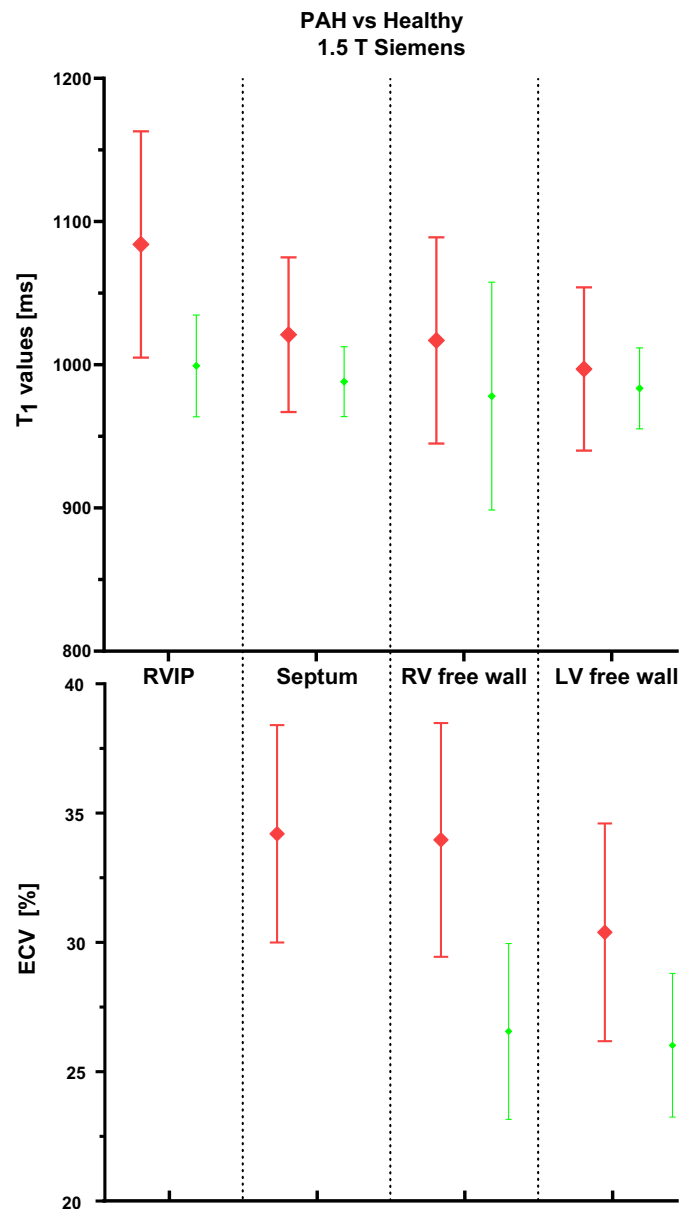 PAH vs Healthy
1.5 T Siemens
T1 values [ms]
1200
1100
1000
900
800
RVIP Septum RV free wall LV free wall
ECV [%]
40
35
30
25
20